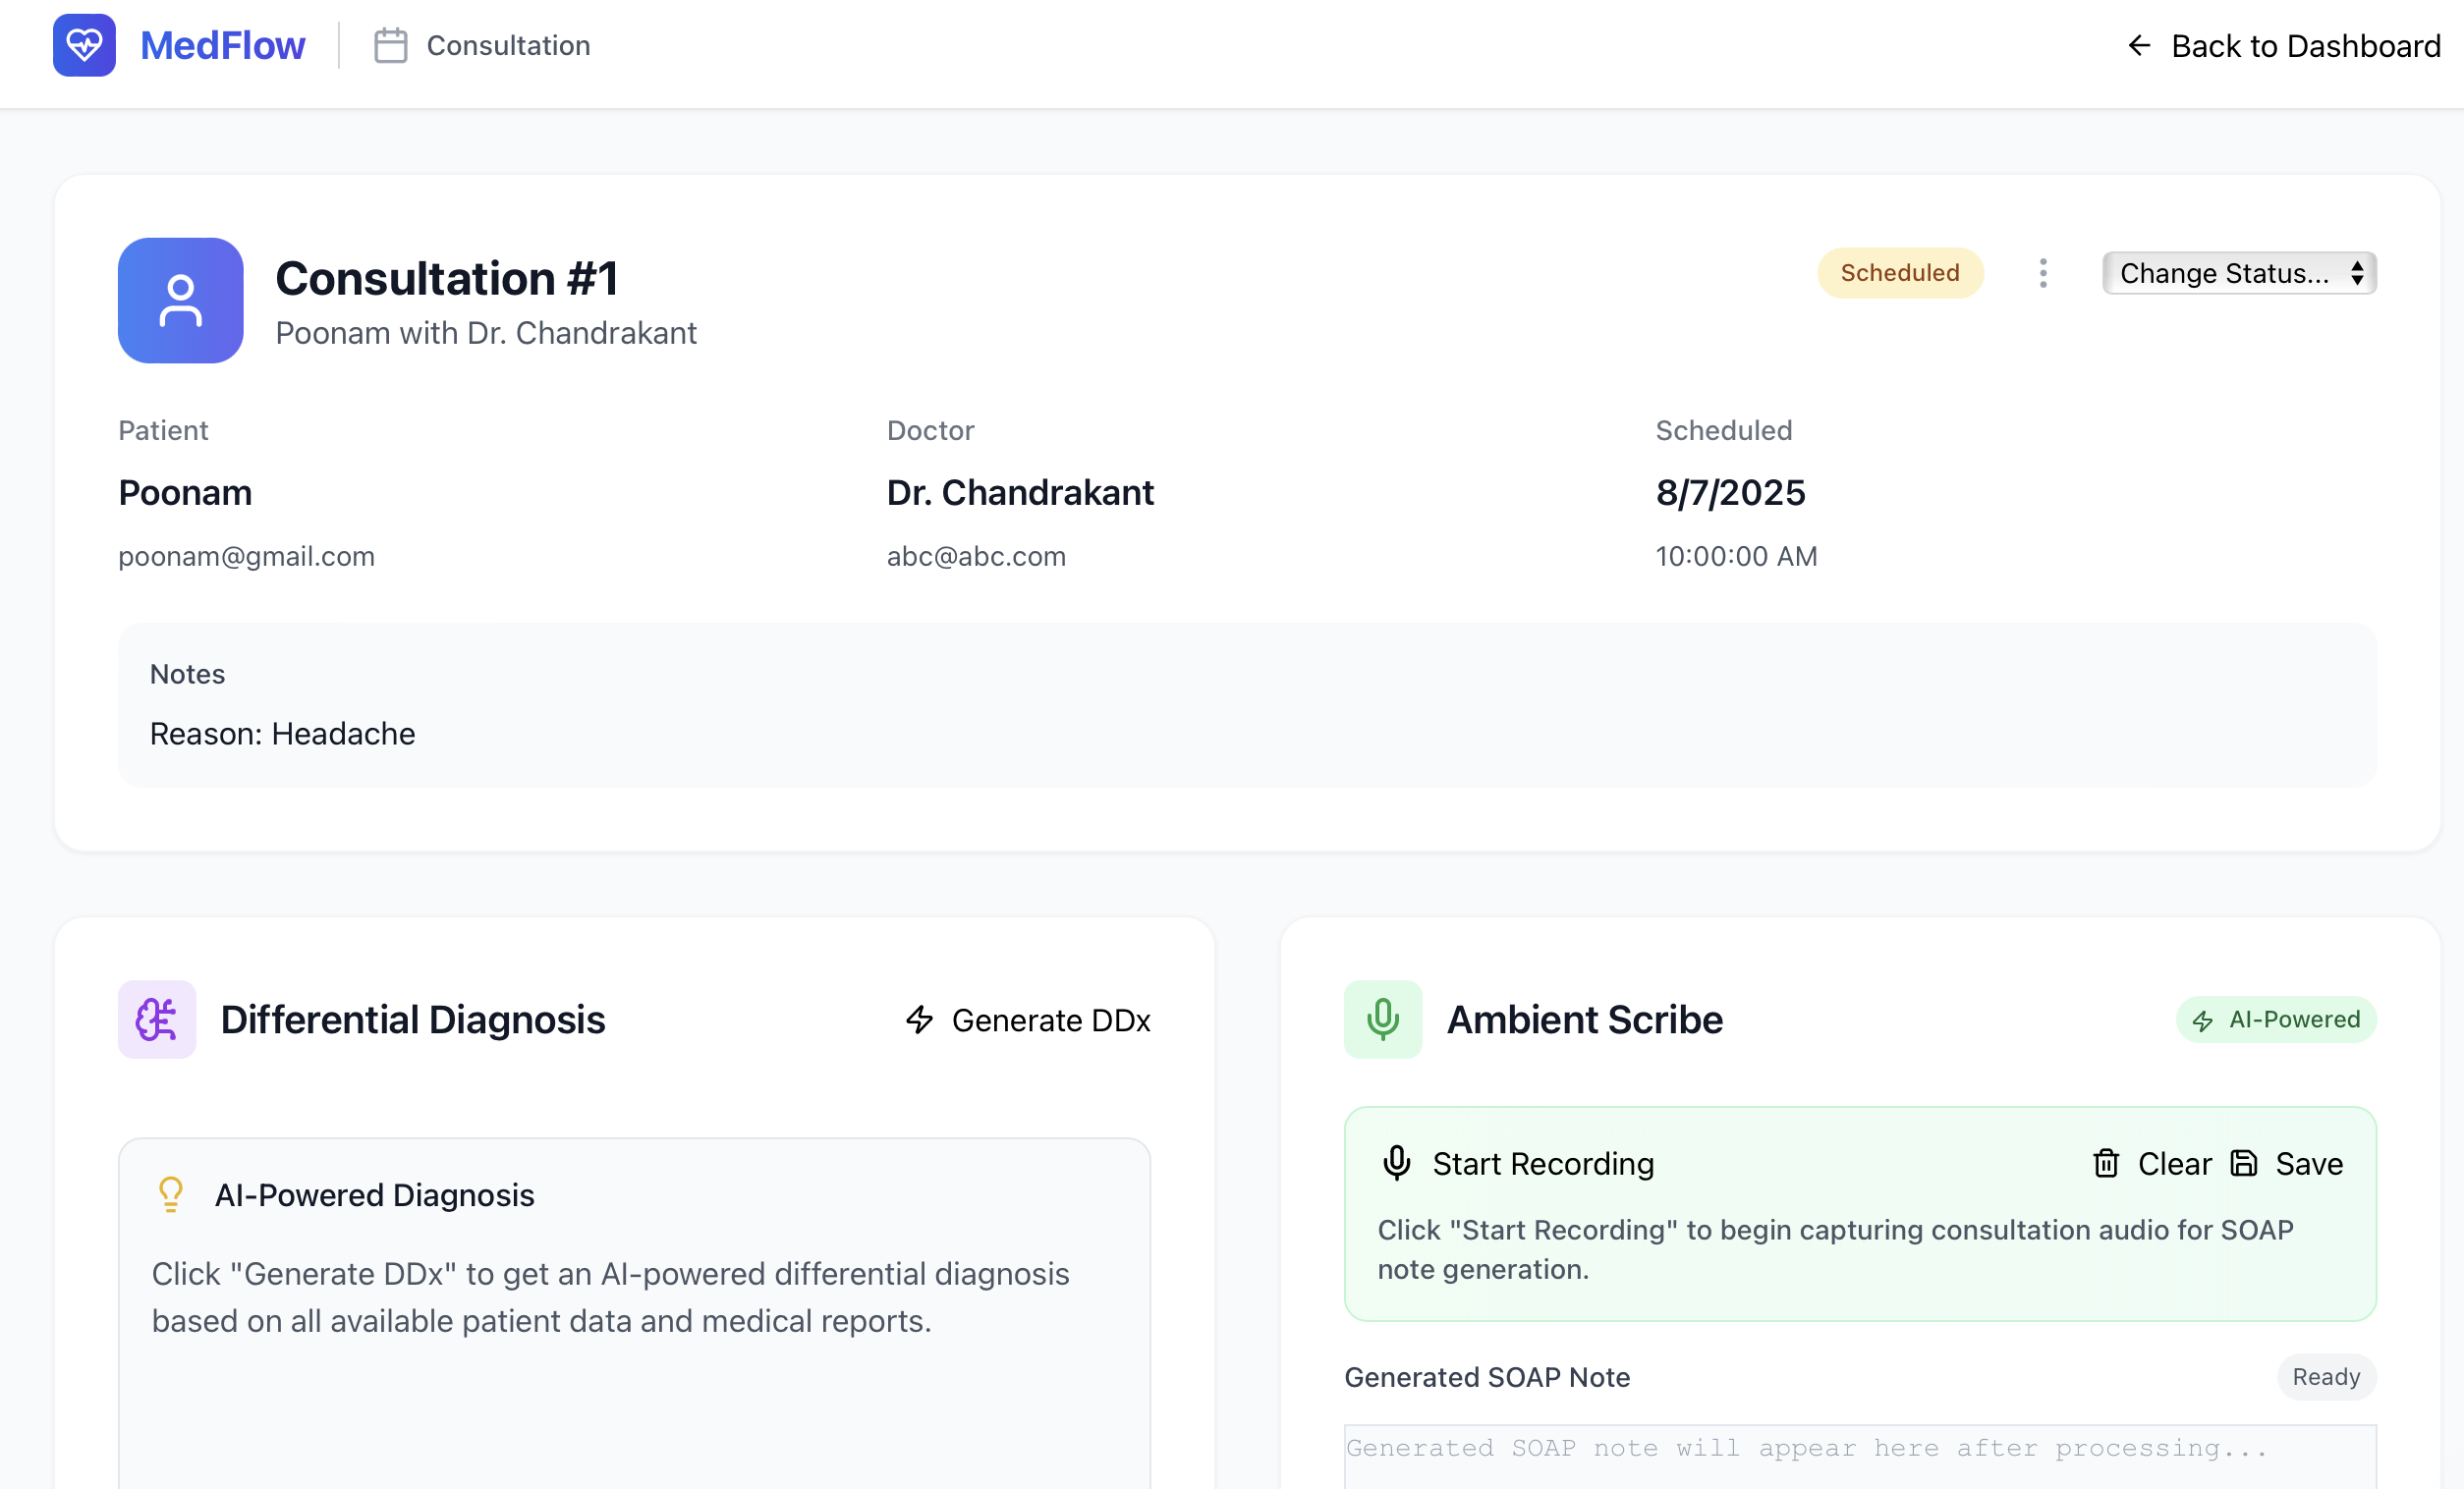 MedFlow
Consultation
Back to Dashboard
Consultation #1
Poonam with Dr. Chandrakant
Scheduled
Change Status...
Patient
Poonam
poonam@gmail.com
Doctor
Dr. Chandrakant
abc@abc.com
Scheduled
8/7/2025
10:00:00 AM
Notes
Reason: Headache
Differential Diagnosis
Generate DDx
AI-Powered Diagnosis
Click "Generate DDx" to get an AI-powered differential diagnosis
based on all available patient data and medical reports.
Ambient Scribe
AI-Powered
Start Recording
Clear
Save
Click "Start Recording" to begin capturing consultation audio for SOAP
note generation.
Generated SOAP Note
Ready
Generated SOAP note will appear here after processing...